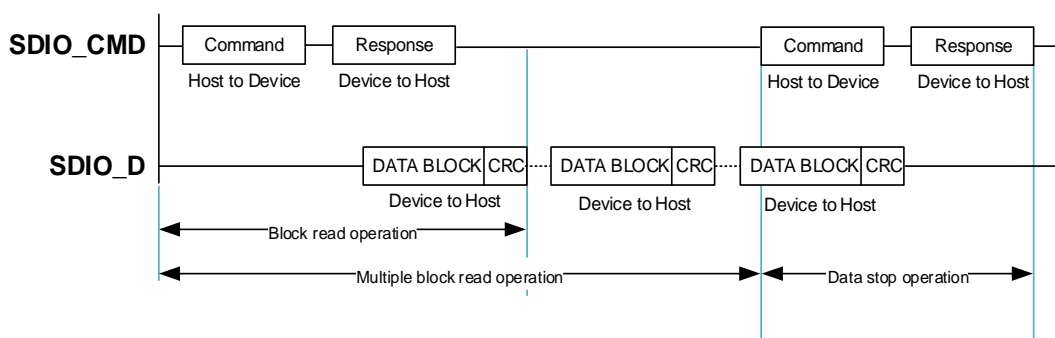 SDIO_CMD
Command
Response
Command
Response
Host to Device
Device to Host
Host to Device
Device to Host
SDIO_D
DATA BLOCK
CRC
DATA BLOCK
CRC
DATA BLOCK
CRC
Device to Host
Device to Host
Device to Host
Block read operation
Multiple block read operation
Data stop operation